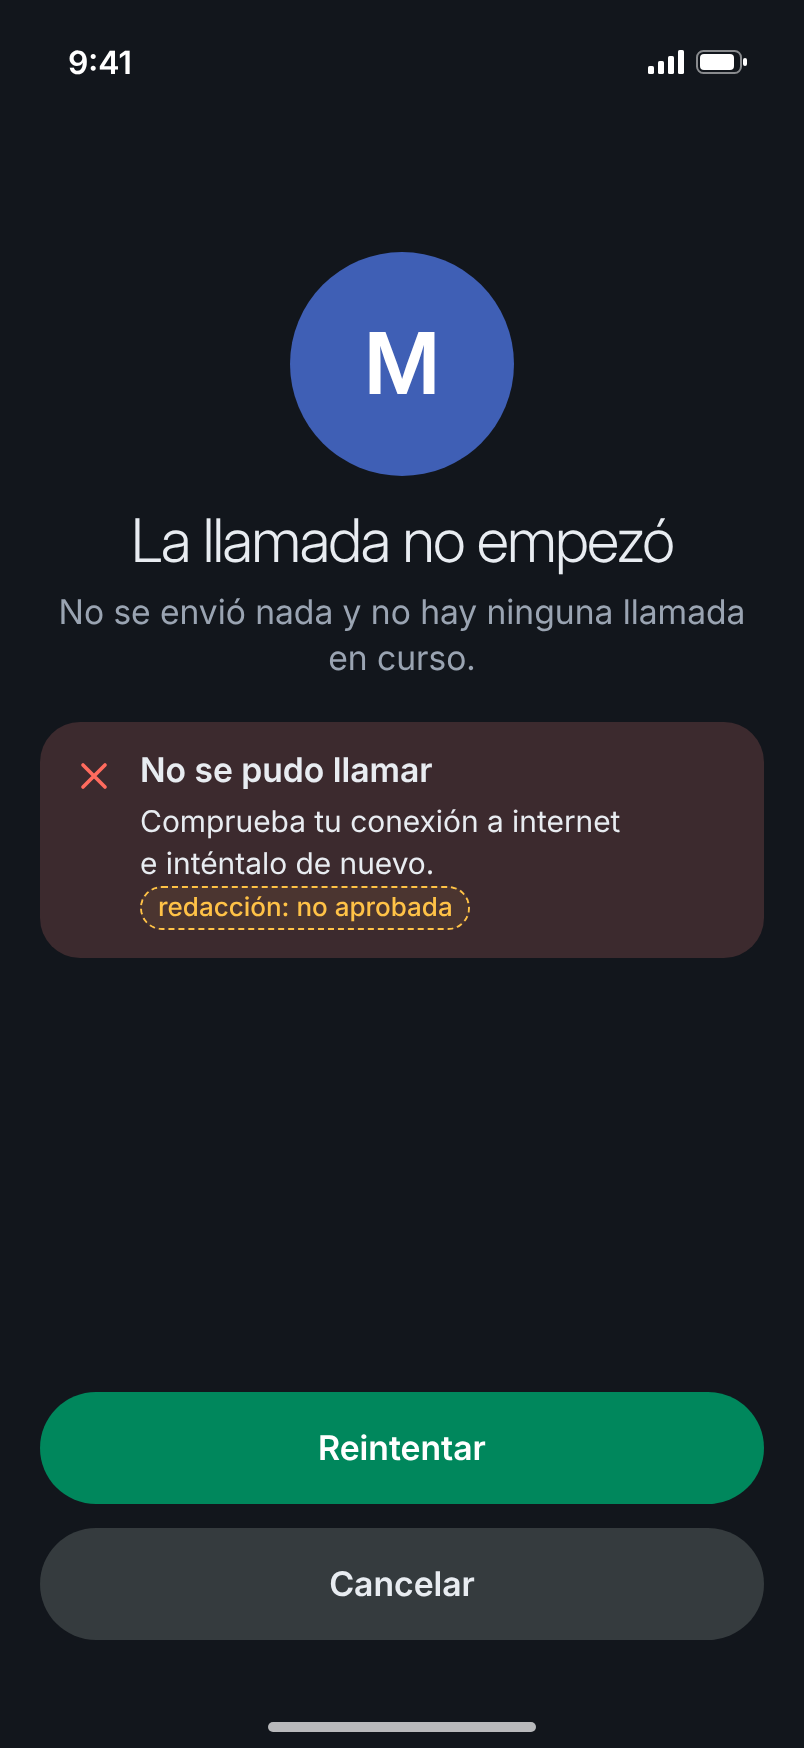 9:41
M
La llamada no empezó
No se envió nada y no hay ninguna llamada
en curso.
No se pudo llamar
Comprueba tu conexión a internet
e inténtalo de nuevo.
redacción: no aprobada
Reintentar
Cancelar